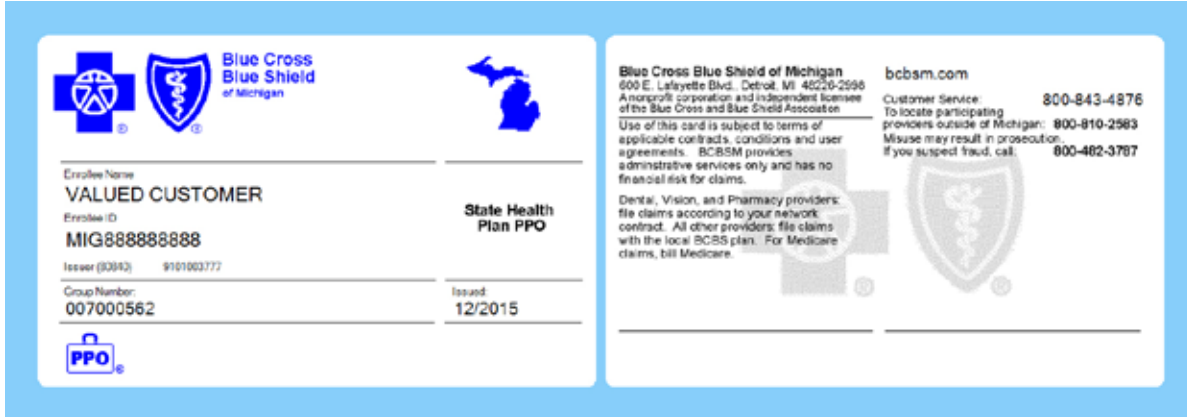 Blue Cross
Blue Shield
of Michigan
Enrollee Name
VALUED CUSTOMER
Enrollee ID
MIG888888888
State Health
Plan PPO
Issuer (80840) 9101003777
Group Number:
007000562
Issued:
12/2015
PPO
Blue Cross Blue Shield of Michigan
600 E. Lafayette Blvd., Detroit, MI 48226-2998
A nonprofit corporation and independent licensee
of the Blue Cross and Blue Shield Association
Use of this card is subject to terms of
applicable contracts, conditions and user
agreements. BCBSM provides
adminstrative services only and has no
financial risk for claims.
Dental, Vision, and Pharmacy providers:
file claims according to your network
contract. All other providers: file claims
with the local BCBS plan. For Medicare
claims, bill Medicare.
bcbsm.com
Customer Service: 800-843-4876
To locate participating
providers outside of Michigan: 800-810-2583
Misuse may result in prosecution.
If you suspect fraud, call: 800-482-3787